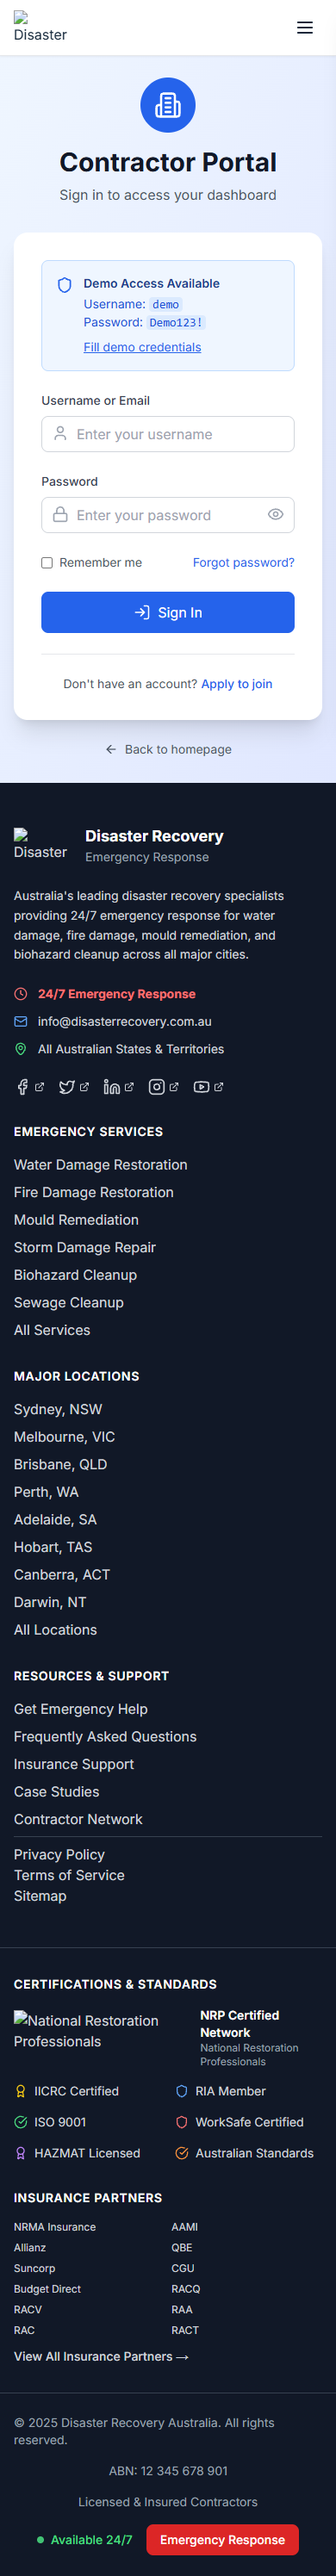 Disaster
Contractor Portal
Sign in to access your dashboard
Demo Access Available
Username: demo
Password: Demo123!
Fill demo credentials
Username or Email
Enter your username
Password
Enter your password
Remember me
Forgot password?
Sign In
Don't have an account? Apply to join
Back to homepage
Disaster
Disaster Recovery
Emergency Response
Australia's leading disaster recovery specialists
providing 24/7 emergency response for water
damage, fire damage, mould remediation, and
biohazard cleanup across all major cities.
24/7 Emergency Response
info@disasterrecovery.com.au
All Australian States & Territories
EMERGENCY SERVICES
Water Damage Restoration
Fire Damage Restoration
Mould Remediation
Storm Damage Repair
Biohazard Cleanup
Sewage Cleanup
All Services
MAJOR LOCATIONS
Sydney, NSW
Melbourne, VIC
Brisbane, QLD
Perth, WA
Adelaide, SA
Hobart, TAS
Canberra, ACT
Darwin, NT
All Locations
RESOURCES & SUPPORT
Get Emergency Help
Frequently Asked Questions
Insurance Support
Case Studies
Contractor Network
Privacy Policy
Terms of Service
Sitemap
CERTIFICATIONS & STANDARDS
National Restoration
Professionals
NRP Certified
Network
National Restoration
Professionals
IICRC Certified
RIA Member
ISO 9001
WorkSafe Certified
HAZMAT Licensed
Australian Standards
INSURANCE PARTNERS
NRMA Insurance
AAMI
Allianz
QBE
Suncorp
CGU
Budget Direct
RACQ
RACV
RAA
RAC
RACT
View All Insurance Partners →
© 2025 Disaster Recovery Australia. All rights
reserved.
ABN: 12 345 678 901
Licensed & Insured Contractors
Available 24/7
Emergency Response